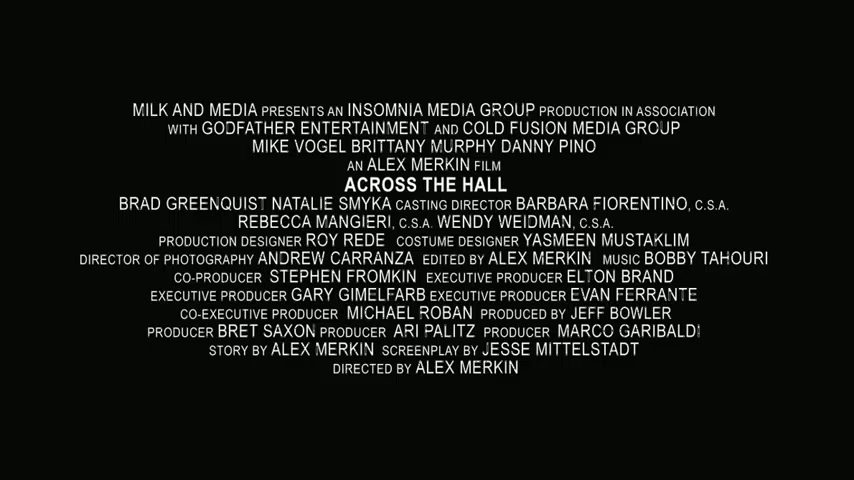 MILK AND MEDIA PRESENTS AN INSOMNIA MEDIA GROUP PRODUCTION IN ASSOCIATION
WITH GODFATHER ENTERTAINMENT AND COLD FUSION MEDIA GROUP
MIKE VOGEL BRITTANY MURPHY DANNY PINO
AN ALEX MERKIN FILM
ACROSS THE HALL
BRAD GREENQUIST NATALIE SMYKA CASTING DIRECTOR BARBARA FIORENTINO, C.S.A.
REBECCA MANGIERI, C.S.A. WENDY WEIDMAN, C.S.A.
PRODUCTION DESIGNER ROY REDE COSTUME DESIGNER YASMEEN MUSTAKLIM
DIRECTOR OF PHOTOGRAPHY ANDREW CARRANZA EDITED BY ALEX MERKIN MUSIC BOBBY TAHOURI
CO-PRODUCER STEPHEN FROMKIN EXECUTIVE PRODUCER ELTON BRAND
EXECUTIVE PRODUCER GARY GIMELFARB EXECUTIVE PRODUCER EVAN FERRANTE
CO-EXECUTIVE PRODUCER MICHAEL ROBAN PRODUCED BY JEFF BOWLER
PRODUCER BRET SAXON PRODUCER ARI PALITZ PRODUCER MARCO GARIBALDI
STORY BY ALEX MERKIN SCREENPLAY BY JESSE MITTELSTADT
DIRECTED BY ALEX MERKIN